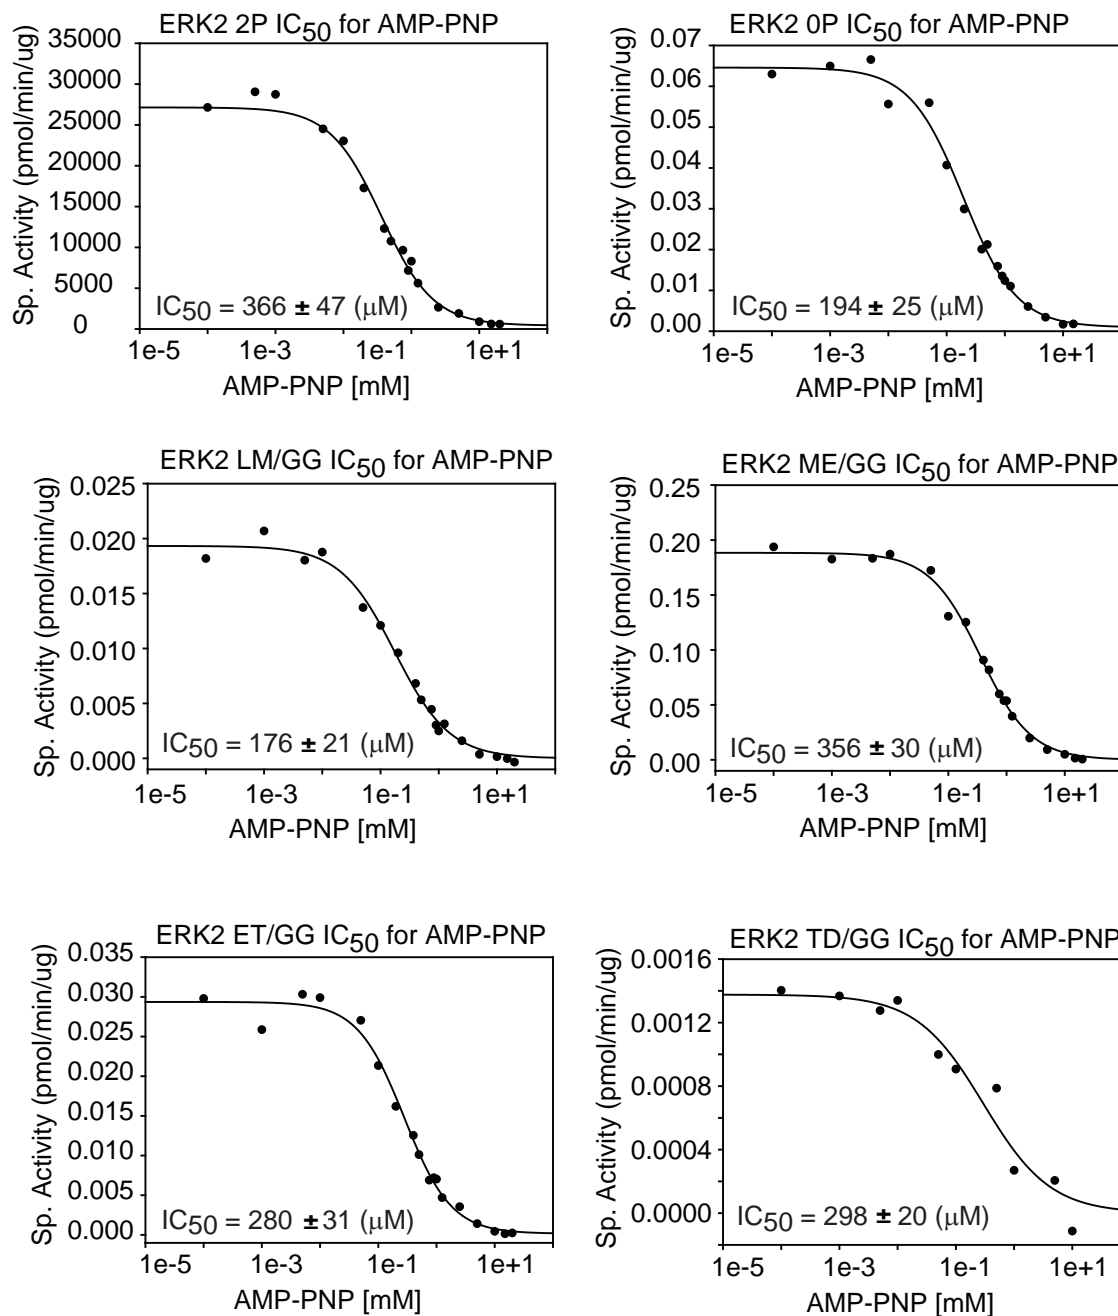 ERK2 2P IC50 for AMP-PNP
35000
30000
25000
20000
15000
10000
5000
0
Sp. Activity (pmol/min/ug)
IC50 = 366 ± 47 (μM)
1e-5 1e-3 1e-1 1e+1
AMP-PNP [mM]
ERK2 0P IC50 for AMP-PNP
0.07
0.06
0.05
0.04
0.03
0.02
0.01
0.00
Sp. Activity (pmol/min/ug)
IC50 = 194 ± 25 (μM)
1e-5 1e-3 1e-1 1e+1
AMP-PNP [mM]
ERK2 LM/GG IC50 for AMP-PNP
0.025
0.020
0.015
0.010
0.005
0.000
Sp. Activity (pmol/min/ug)
IC50 = 176 ± 21 (μM)
1e-5 1e-3 1e-1 1e+1
AMP-PNP [mM]
ERK2 ME/GG IC50 for AMP-PNP
0.25
0.20
0.15
0.10
0.05
0.00
Sp. Activity (pmol/min/ug)
IC50 = 356 ± 30 (μM)
1e-5 1e-3 1e-1 1e+1
AMP-PNP [mM]
ERK2 ET/GG IC50 for AMP-PNP
0.035
0.030
0.025
0.020
0.015
0.010
0.005
0.000
Sp. Activity (pmol/min/ug)
IC50 = 280 ± 31 (μM)
1e-5 1e-3 1e-1 1e+1
AMP-PNP [mM]
ERK2 TD/GG IC50 for AMP-PNP
0.0016
0.0012
0.0008
0.0004
0.0000
Sp. Activity (pmol/min/ug)
IC50 = 298 ± 20 (μM)
1e-5 1e-3 1e-1 1e+1
AMP-PNP [mM]